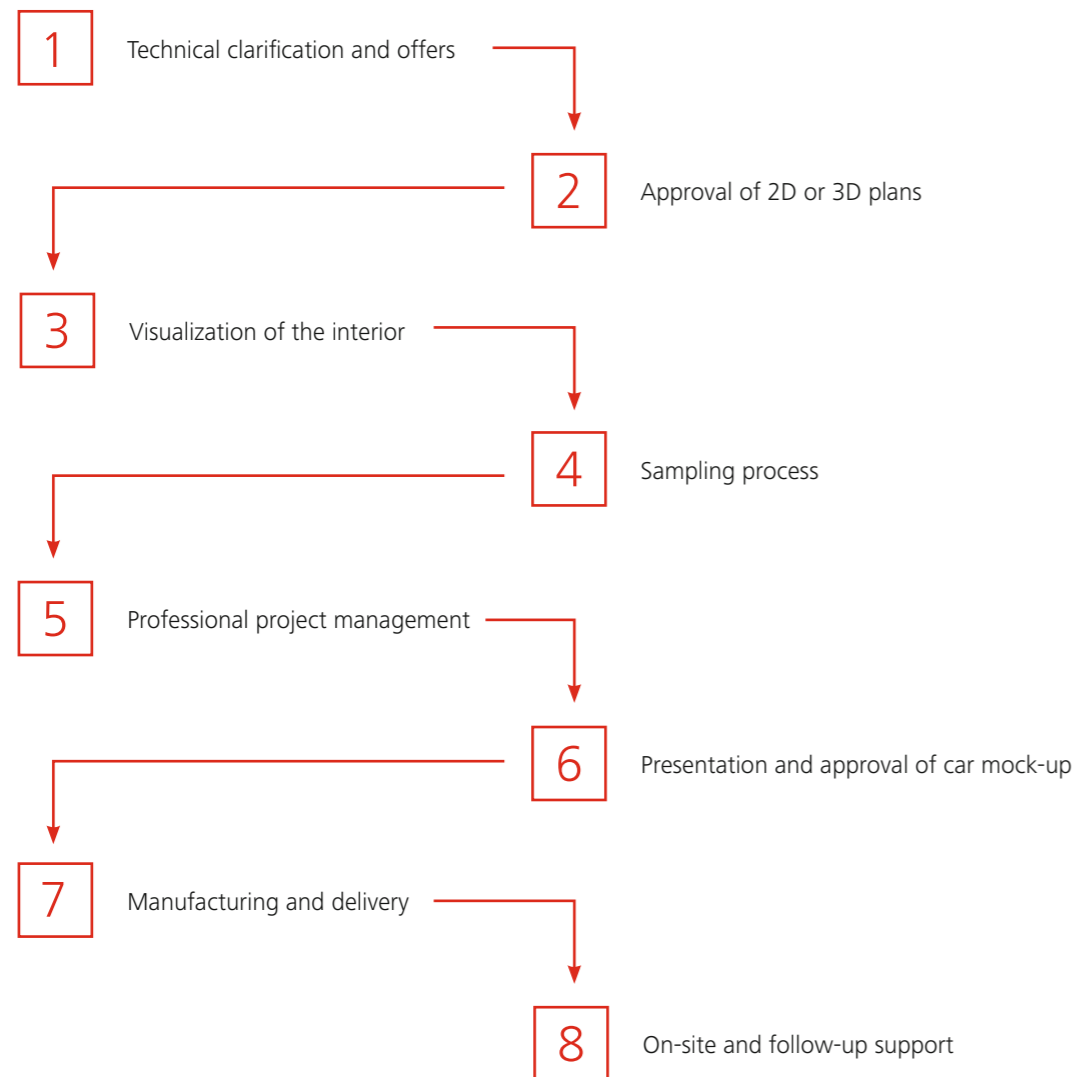 1
Technical clarification and offers
2
Approval of 2D or 3D plans
3
Visualization of the interior
4
Sampling process
5
Professional project management
6
Presentation and approval of car mock-up
7
Manufacturing and delivery
8
On-site and follow-up support